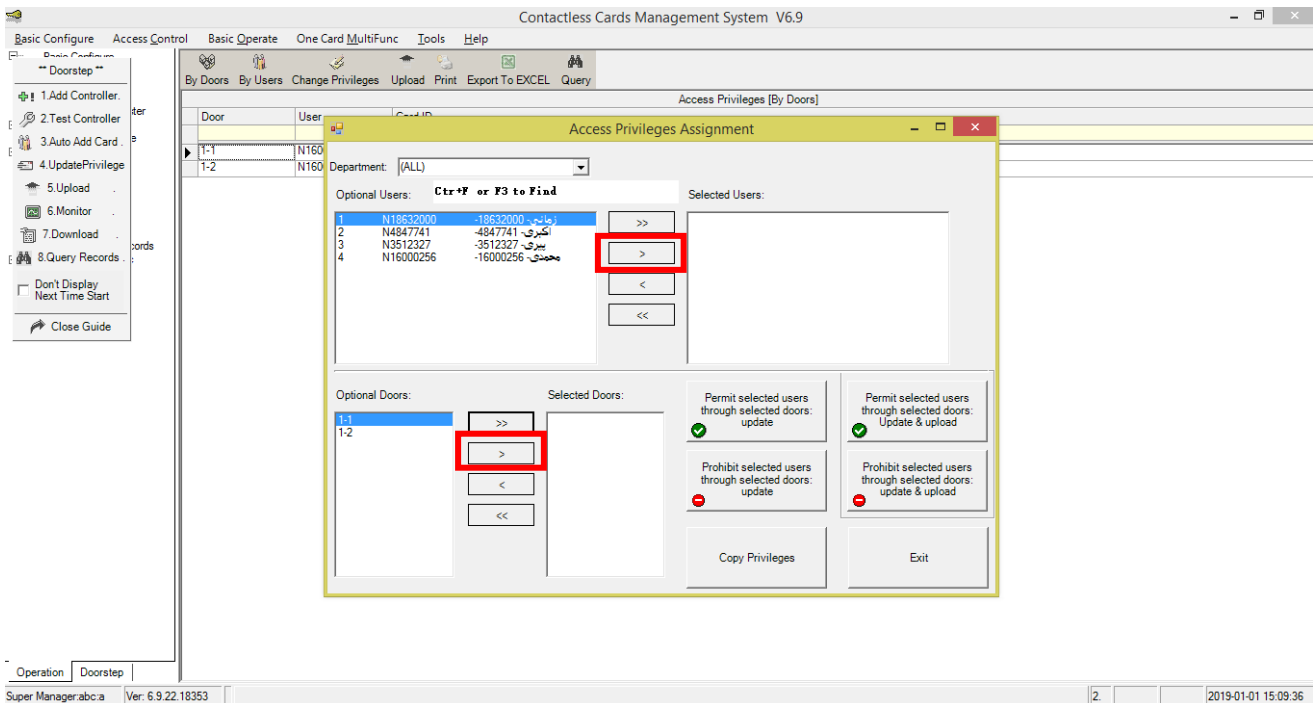 Contactless Cards Management System V6.9
Basic Configure Access Control Basic Operate One Card MultiFunc Tools Help
** Doorstep **
1.Add Controller.
2.Test Controller
3.Auto Add Card .
4.UpdatePrivilege
5.Upload .
6.Monitor .
7.Download .
8.Query Records .
Don't Display
Next Time Start
Close Guide
By Doors By Users Change Privileges Upload Print Export To EXCEL Query
Access Privileges [By Doors]
Door User Card ID
1-1 N160
1-2 N160
Access Privileges Assignment
Department: (ALL)
Optional Users: Ctr+F or F3 to Find Selected Users:
1 N18632000 -18632000 زمانی-
2 N4847741 -4847741 اکبری-
3 N3512327 -3512327 پیری-
4 N16000256 -16000256 محمدی-
>>
>
<
<<
Optional Doors: Selected Doors:
1-1
1-2
>>
>
<
<<
Permit selected users
through selected doors:
update
Permit selected users
through selected doors:
Update & upload
Prohibit selected users
through selected doors:
update
Prohibit selected users
through selected doors:
update & upload
Copy Privileges
Exit
Operation Doorstep
Super Manager:abc:a Ver: 6.9.22.18353 2. 2019-01-01 15:09:36